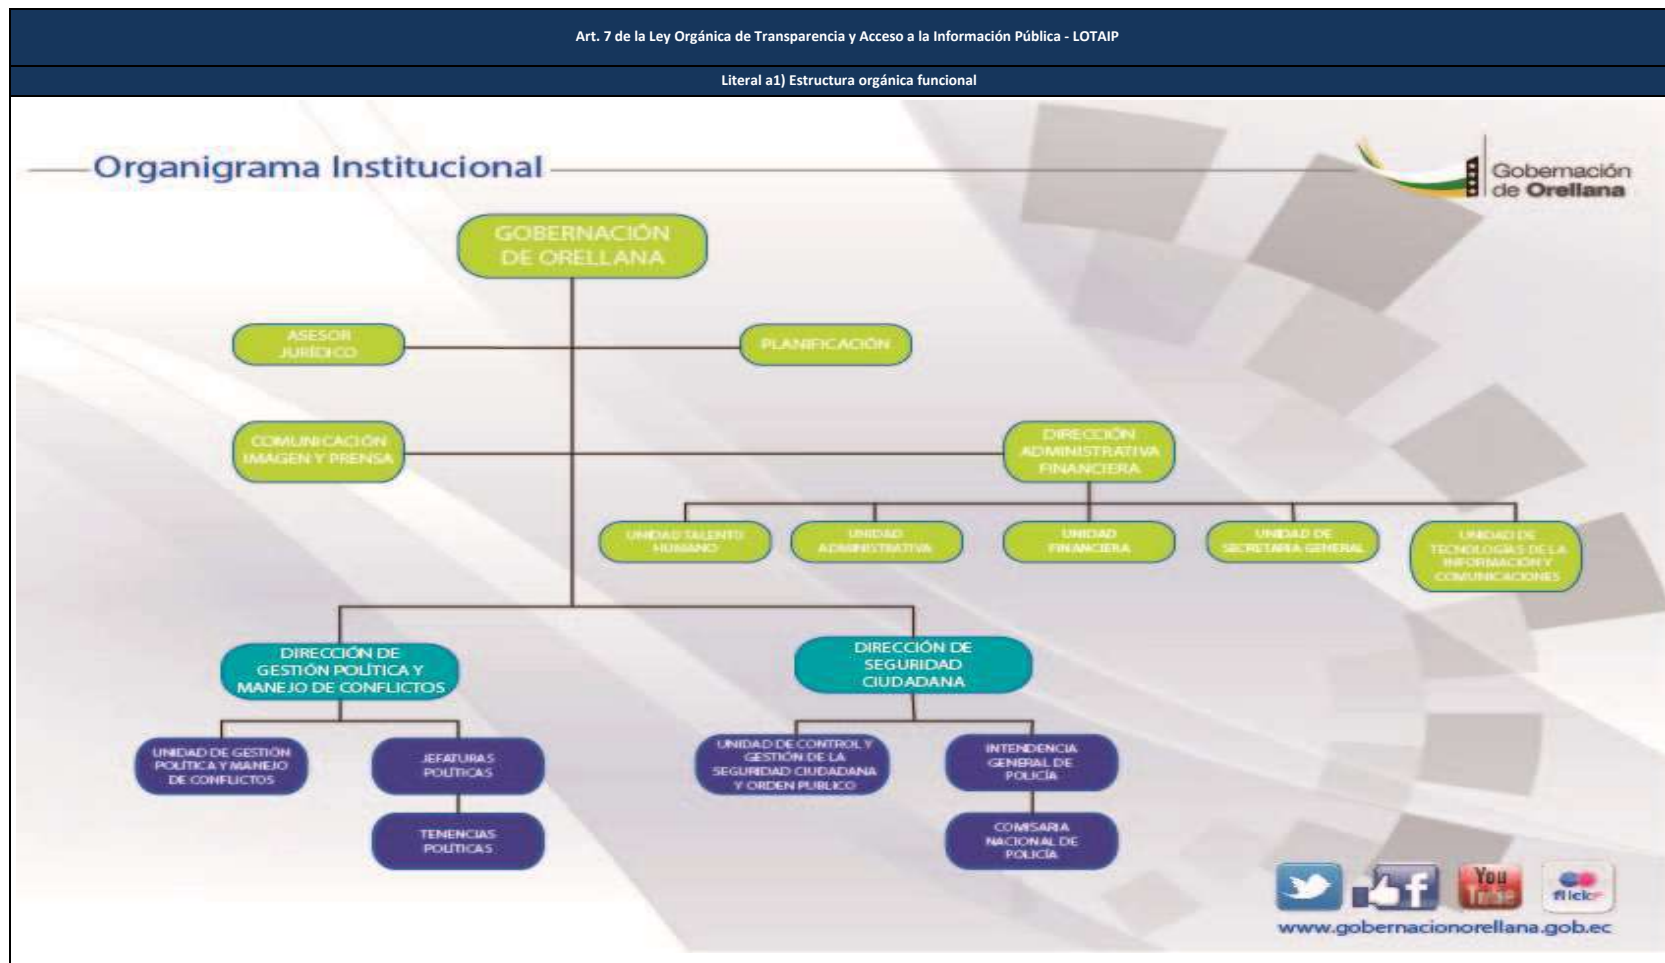 Art. 7 de la Ley Orgánica de Transparencia y Acceso a la Información Pública - LOTAIP
Literal a1) Estructura orgánica funcional
Organigrama Institucional
Gobernación
de Orellana
GOBERNACIÓN
DE ORELLANA
ASESOR
JURÍDICO
PLANIFICACIÓN
COMUNICACIÓN
IMAGEN Y PRENSA
DIRECCIÓN
ADMINISTRATIVA
FINANCIERA
UNIDAD TALENTO
HUMANO
UNIDAD
ADMINISTRATIVA
UNIDAD
FINANCIERA
UNIDAD DE
SECRETARIA GENERAL
UNIDAD DE
TECNOLOGÍAS DE LA
INFORMACIÓN Y
COMUNICACIONES
DIRECCIÓN DE
GESTIÓN POLÍTICA Y
MANEJO DE CONFLICTOS
DIRECCIÓN DE
SEGURIDAD
CIUDADANA
UNIDAD DE GESTIÓN
POLÍTICA Y MANEJO
DE CONFLICTOS
JEFATURAS
POLÍTICAS
UNIDAD DE CONTROL Y
GESTIÓN DE LA
SEGURIDAD CIUDADANA
Y ORDEN PUBLICO
INTENDENCIA
GENERAL DE
POLICÍA
TENENCIAS
POLÍTICAS
COMISARIA
NACIONAL DE
POLICÍA
You
Tube
flickr
www.gobernacionorellana.gob.ec